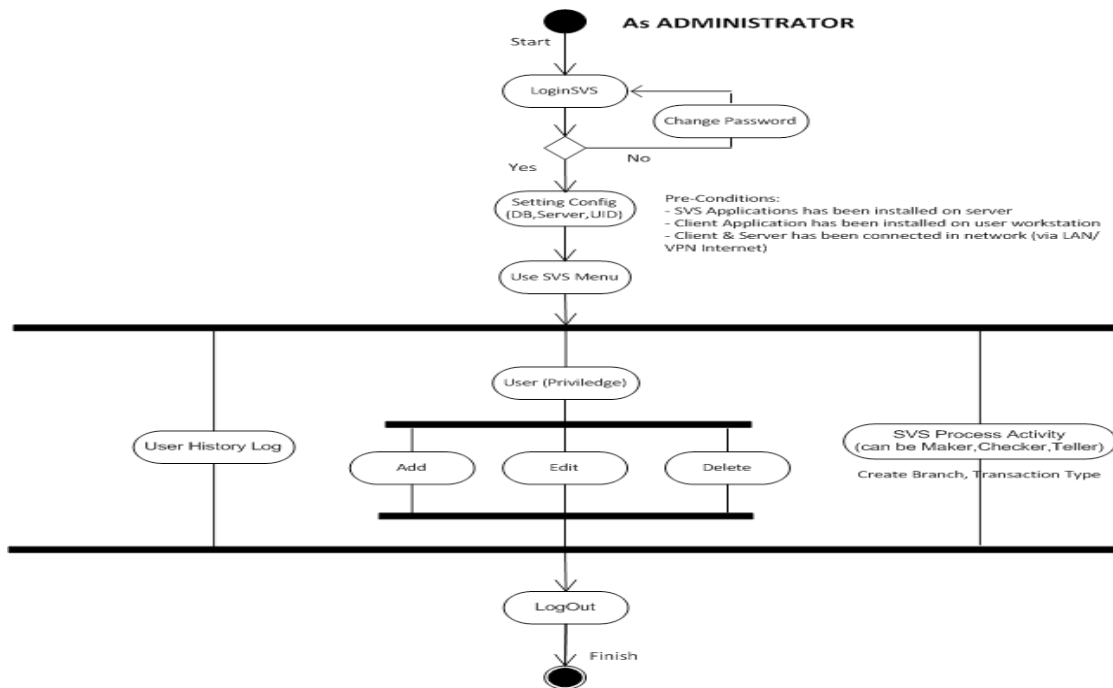 As ADMINISTRATOR
Start
LoginSVS
Change Password
Yes
No
Setting Config
(DB,Server,UID)
Pre-Conditions:
- SVS Applications has been installed on server
- Client Application has been installed on user workstation
- Client & Server has been connected in network (via LAN/
VPN Internet)
Use SVS Menu
User (Priviledge)
User History Log
Add
Edit
Delete
SVS Process Activity
(can be Maker,Checker,Teller)
Create Branch, Transaction Type
LogOut
Finish